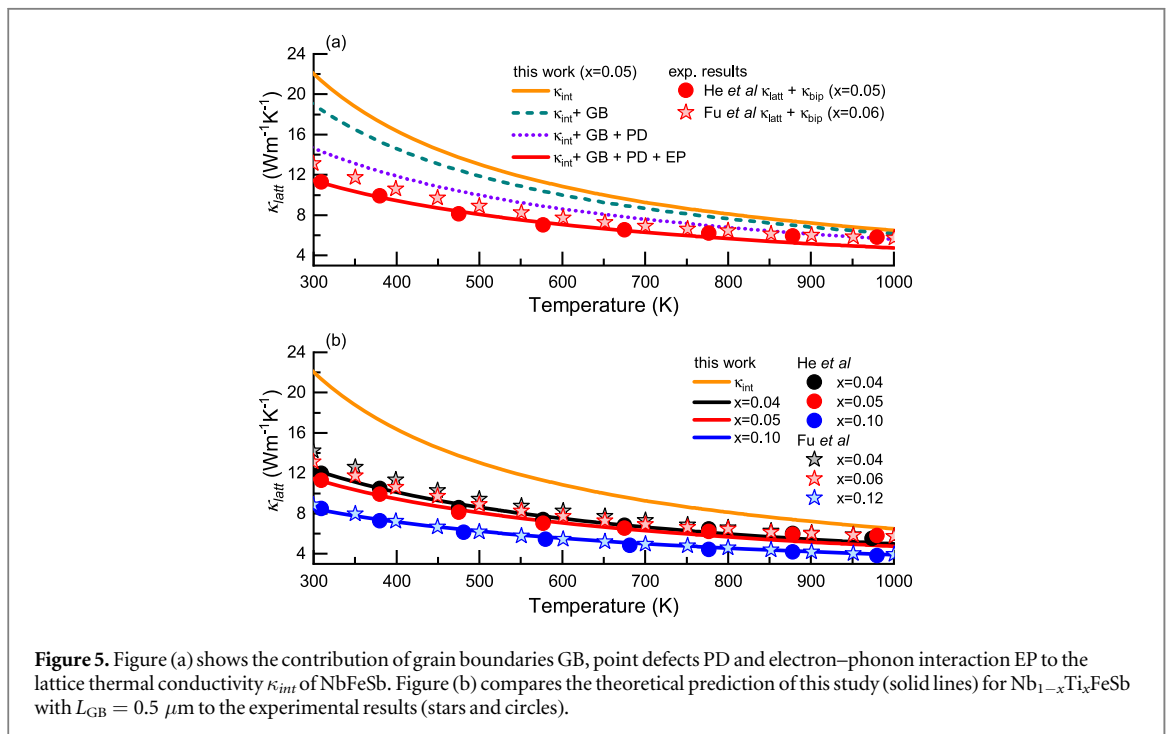 (a)
24
20
16
12
8
4
κlatt (Wm⁻¹K⁻¹)
this work (x=0.05)
κint
κint+ GB
κint+ GB + PD
κint+ GB + PD + EP
exp. results
He et al κlatt + κbip (x=0.05)
Fu et al κlatt + κbip (x=0.06)
300 400 500 600 700 800 900 1000
Temperature (K)
(b)
24
20
16
12
8
4
κlatt (Wm⁻¹K⁻¹)
this work
κint
x=0.04
x=0.05
x=0.10
He et al
x=0.04
x=0.05
x=0.10
Fu et al
x=0.04
x=0.06
x=0.12
300 400 500 600 700 800 900 1000
Temperature (K)
Figure 5. Figure (a) shows the contribution of grain boundaries GB, point defects PD and electron–phonon interaction EP to the
lattice thermal conductivity κint of NbFeSb. Figure (b) compares the theoretical prediction of this study (solid lines) for Nb₁₋ₓTiₓFeSb
with LGB = 0.5 μm to the experimental results (stars and circles).